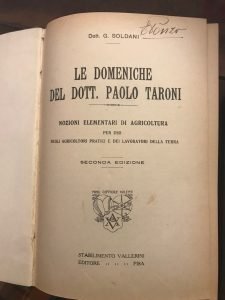 Dott. G. SOLDANI
LE DOMENICHE
DEL DOTT. PAOLO TARONI
NOZIONI ELEMENTARI DI AGRICOLTURA
PER USO
DEGLI AGRICOLTORI PRATICI E DEI LAVORATORI DELLA TERRA
SECONDA EDIZIONE
STABILIMENTO VALLERINI
EDITORE PISA